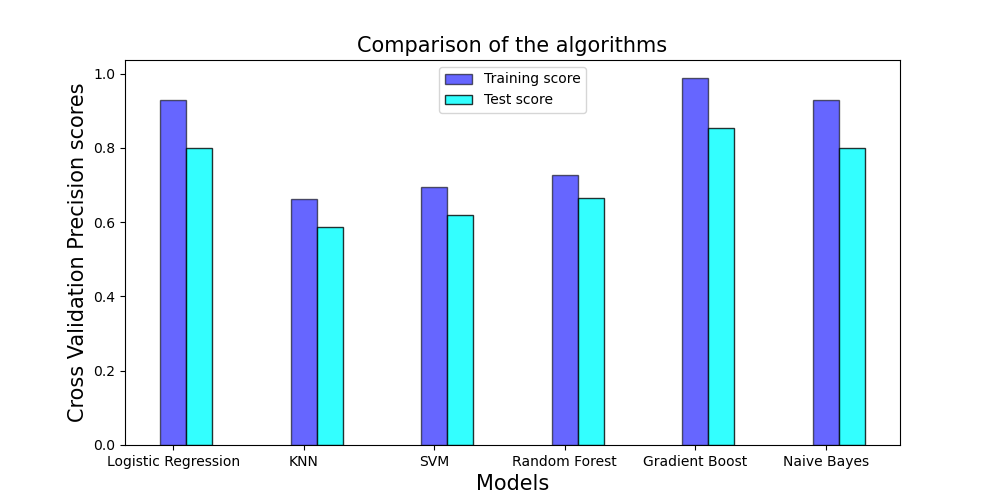 Comparison of the algorithms
Training score
Test score
Cross Validation Precision scores
1.0
0.8
0.6
0.4
0.2
0.0
Logistic Regression KNN SVM Random Forest Gradient Boost Naive Bayes
Models